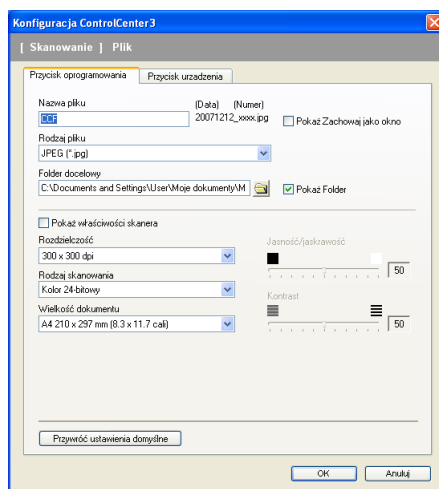 Konfiguracja ControlCenter3
[ Skanowanie ] Plik
Przycisk oprogramowania Przycisk urzadzenia
Nazwa pliku (Data) (Numer)
CCF 20071212_xxxx.jpg Pokaż Zachowaj jako okno
Rodzaj pliku
JPEG (*.jpg)
Folder docelowy
C:\Documents and Settings\User\Moje dokumenty\M Pokaż Folder
Pokaż właściwości skanera
Rozdzielczość Jasność/jaskrawość
300 x 300 dpi 50
Rodzaj skanowania
Kolor 24-bitowy
Kontrast
Wielkość dokumentu
A4 210 x 297 mm (8.3 x 11.7 cali) 50
Przywróć ustawienia domyślne
OK Anuluj